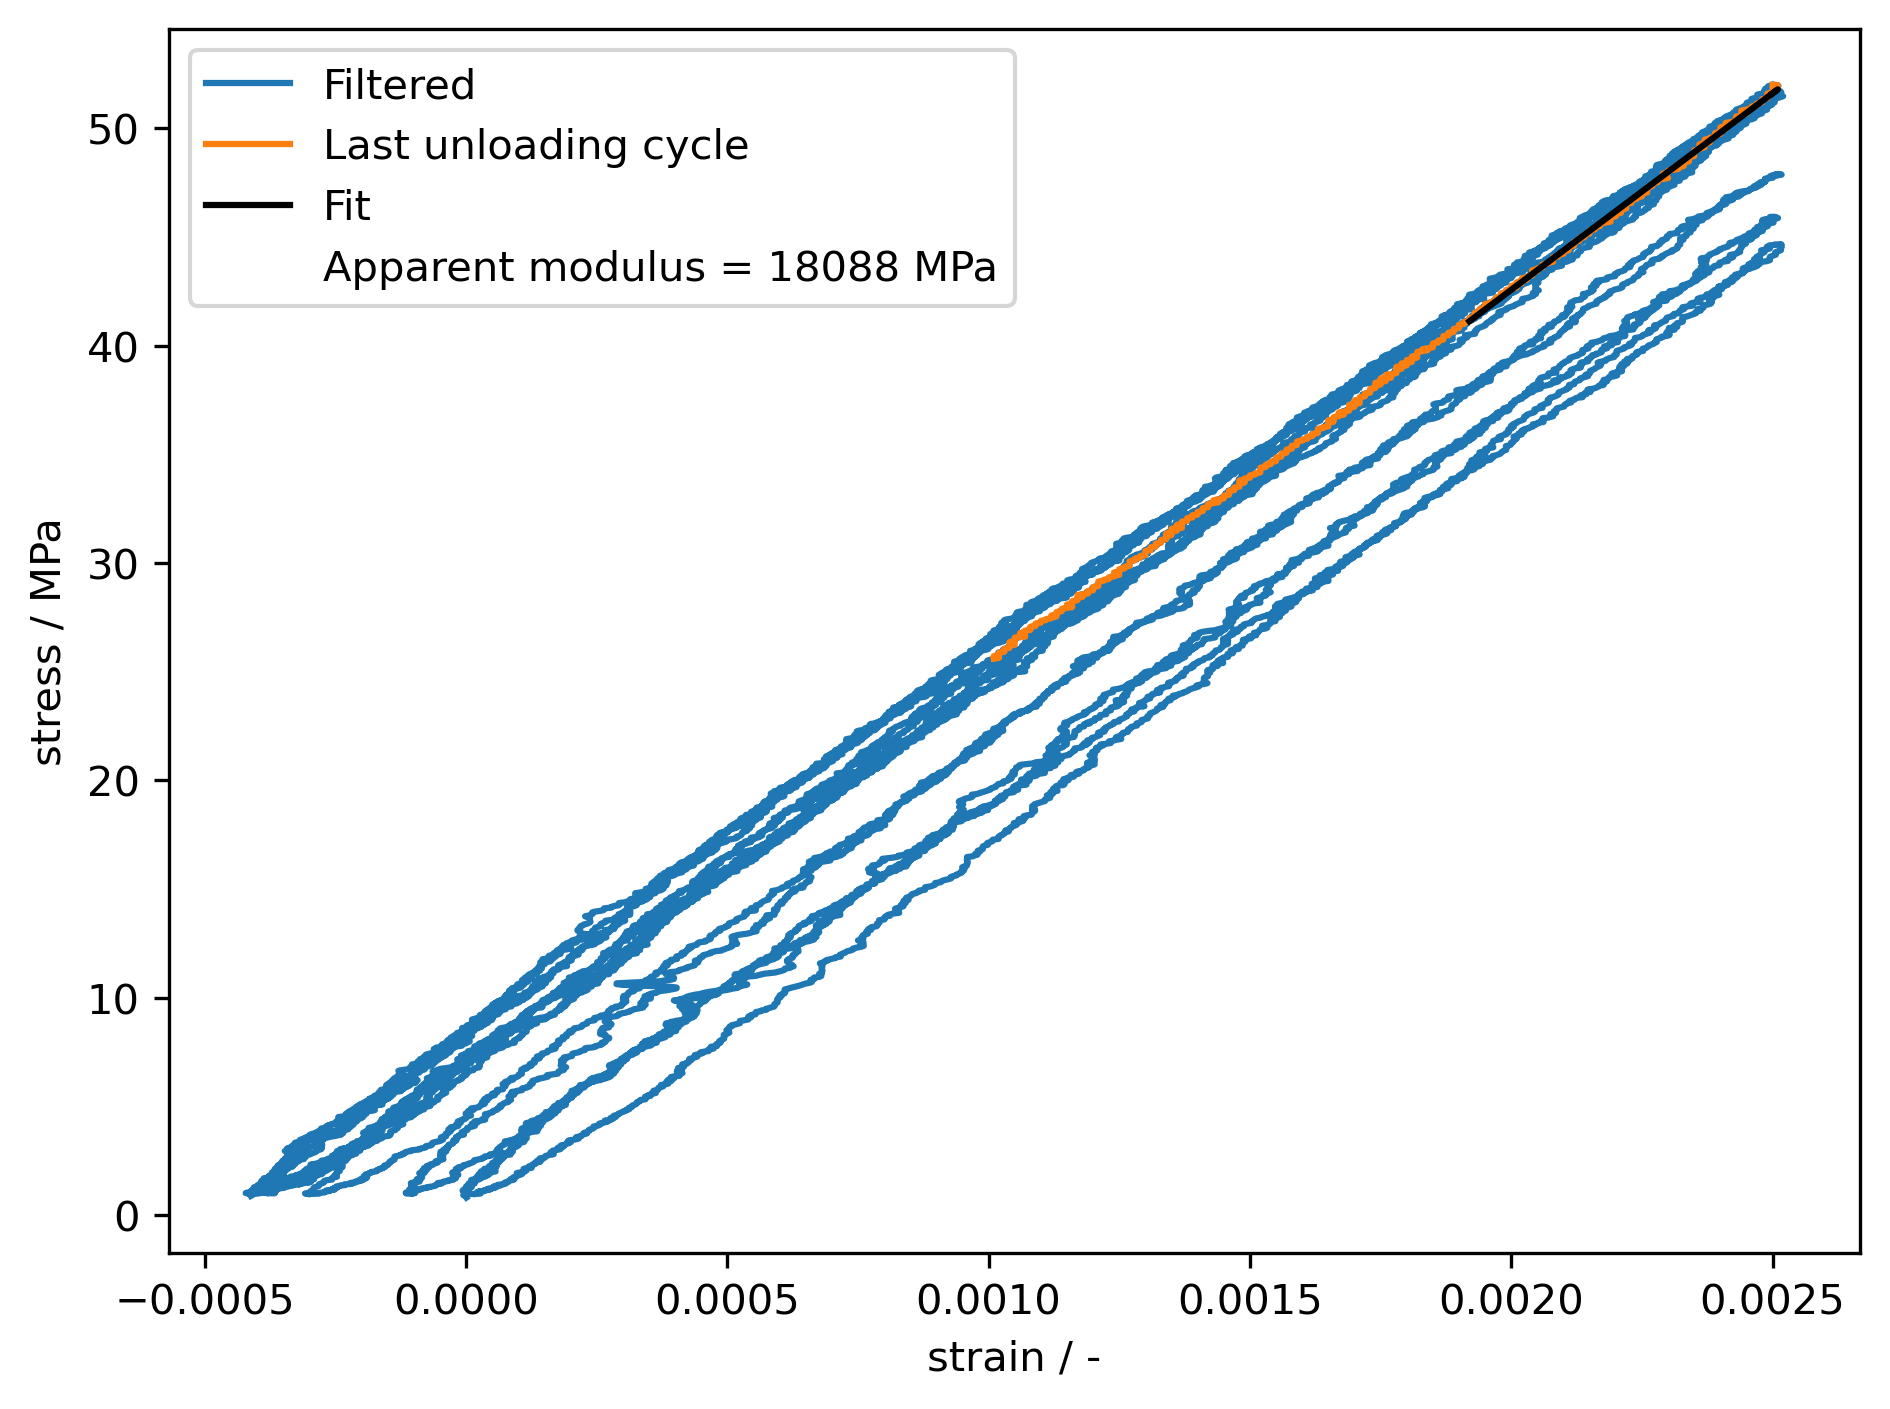 Filtered
Last unloading cycle
Fit
Apparent modulus = 18088 MPa
50
40
30
20
10
0
stress / MPa
−0.0005 0.0000 0.0005 0.0010 0.0015 0.0020 0.0025
strain / -